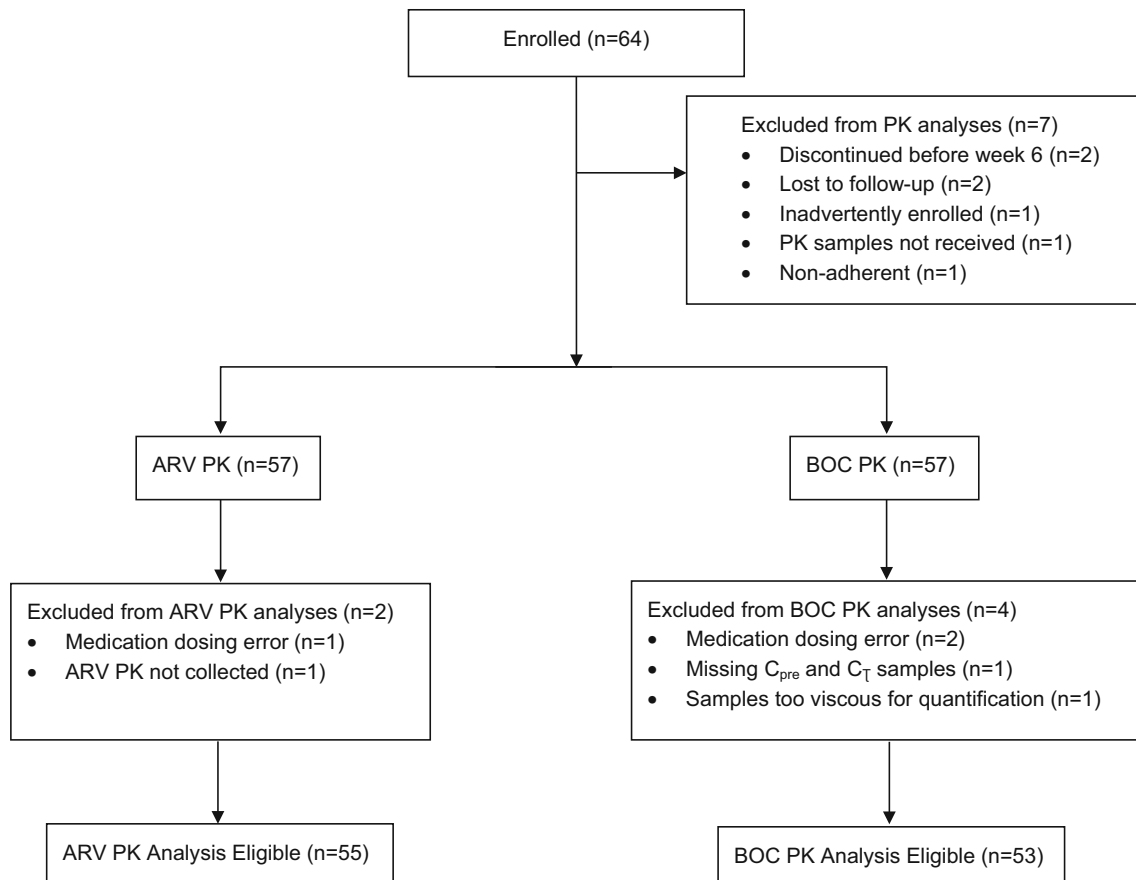 Enrolled (n=64)
Excluded from PK analyses (n=7)
• Discontinued before week 6 (n=2)
• Lost to follow-up (n=2)
• Inadvertently enrolled (n=1)
• PK samples not received (n=1)
• Non-adherent (n=1)
ARV PK (n=57)
BOC PK (n=57)
Excluded from ARV PK analyses (n=2)
• Medication dosing error (n=1)
• ARV PK not collected (n=1)
Excluded from BOC PK analyses (n=4)
• Medication dosing error (n=2)
• Missing Cpre and CƮ samples (n=1)
• Samples too viscous for quantification (n=1)
ARV PK Analysis Eligible (n=55)
BOC PK Analysis Eligible (n=53)